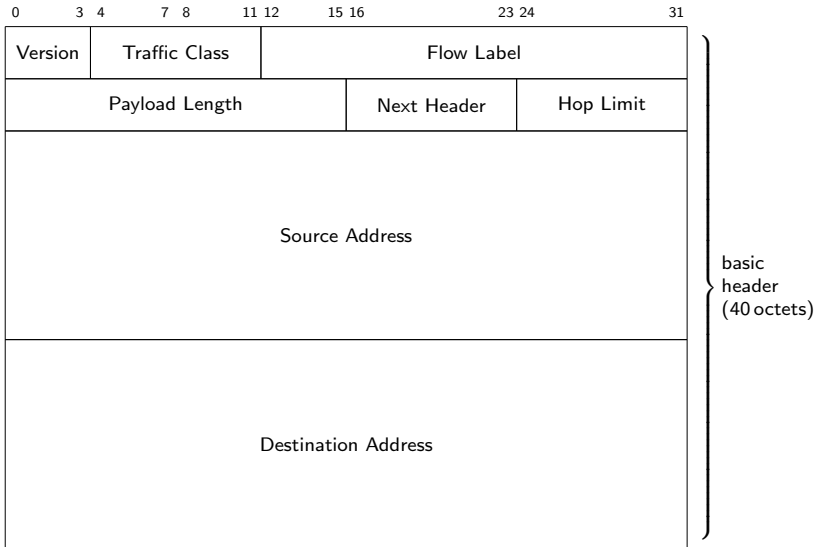 0 3 4 7 8 11 12 15 16 23 24 31
Version Traffic Class Flow Label
Payload Length Next Header Hop Limit
Source Address
basic
header
(40 octets)
Destination Address